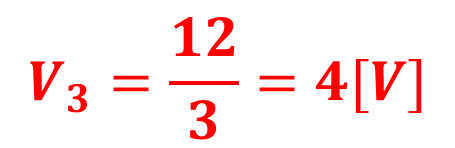 V₃ = 12/3 = 4[V]